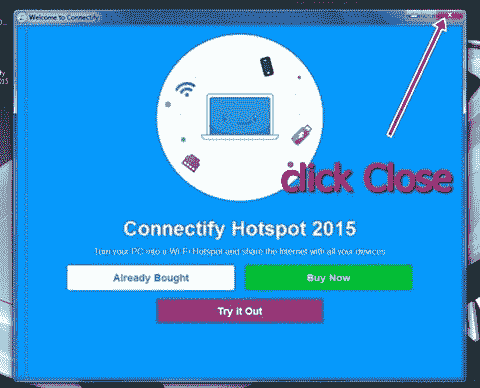 Welcome to Connectify
click Close
Connectify Hotspot 2015
Turn your PC into a Wi-Fi Hotspot and share the Internet with all your devices
Already Bought
Buy Now
Try it Out